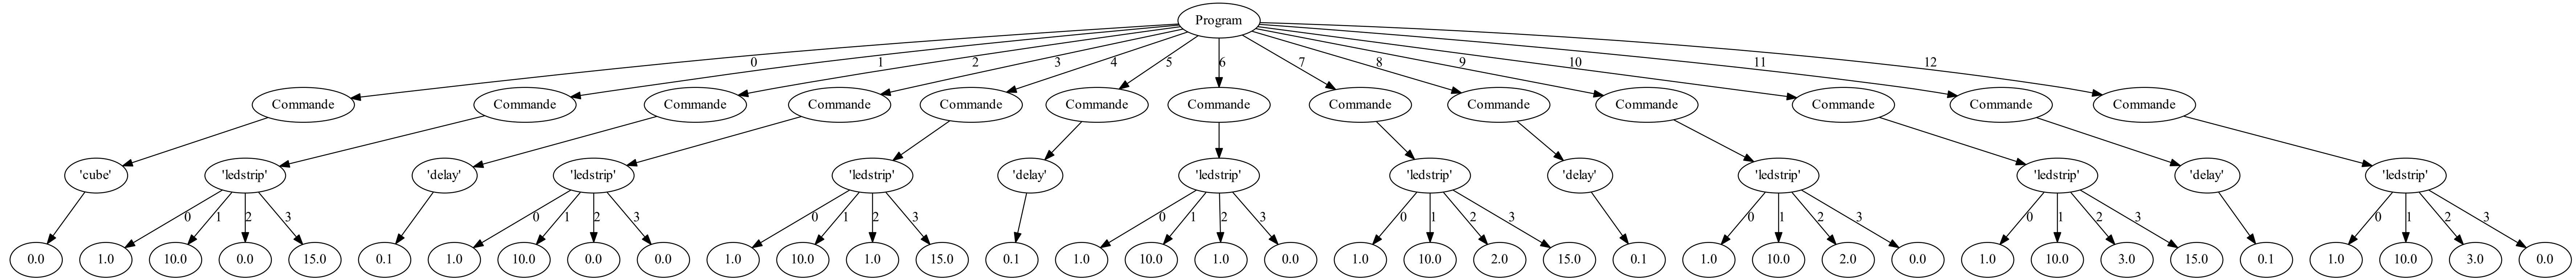 Program
0 1 2 3 4 5 6 7 8 9 10 11 12
Commande Commande Commande Commande Commande Commande Commande Commande Commande Commande Commande Commande Commande
'cube' 'ledstrip' 'delay' 'ledstrip' 'ledstrip' 'delay' 'ledstrip' 'ledstrip' 'delay' 'ledstrip' 'ledstrip' 'delay' 'ledstrip'
0 1 2 3 0 1 2 3 0 1 2 3 0 1 2 3 0 1 2 3 0 1 2 3 0 1 2 3 0 1 2 3
0.0 1.0 10.0 0.0 15.0 0.1 1.0 10.0 0.0 0.0 1.0 10.0 1.0 15.0 0.1 1.0 10.0 1.0 0.0 1.0 10.0 2.0 15.0 0.1 1.0 10.0 2.0 0.0 1.0 10.0 3.0 15.0 0.1 1.0 10.0 3.0 0.0